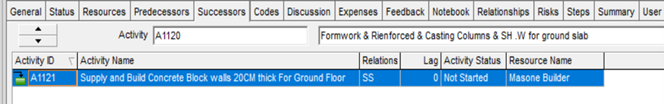 General Status Resources Predecessors Successors Codes Discussion Expenses Feedback Notebook Relationships Risks Steps Summary User
Activity A1120 Formwork & Rienforced & Casting Columns & SH .W for ground slab
Activity ID Activity Name Relations Lag Activity Status Resource Name
A1121 Supply and Build Concrete Block walls 20CM thick For Ground Floor SS 0 Not Started Masone Builder